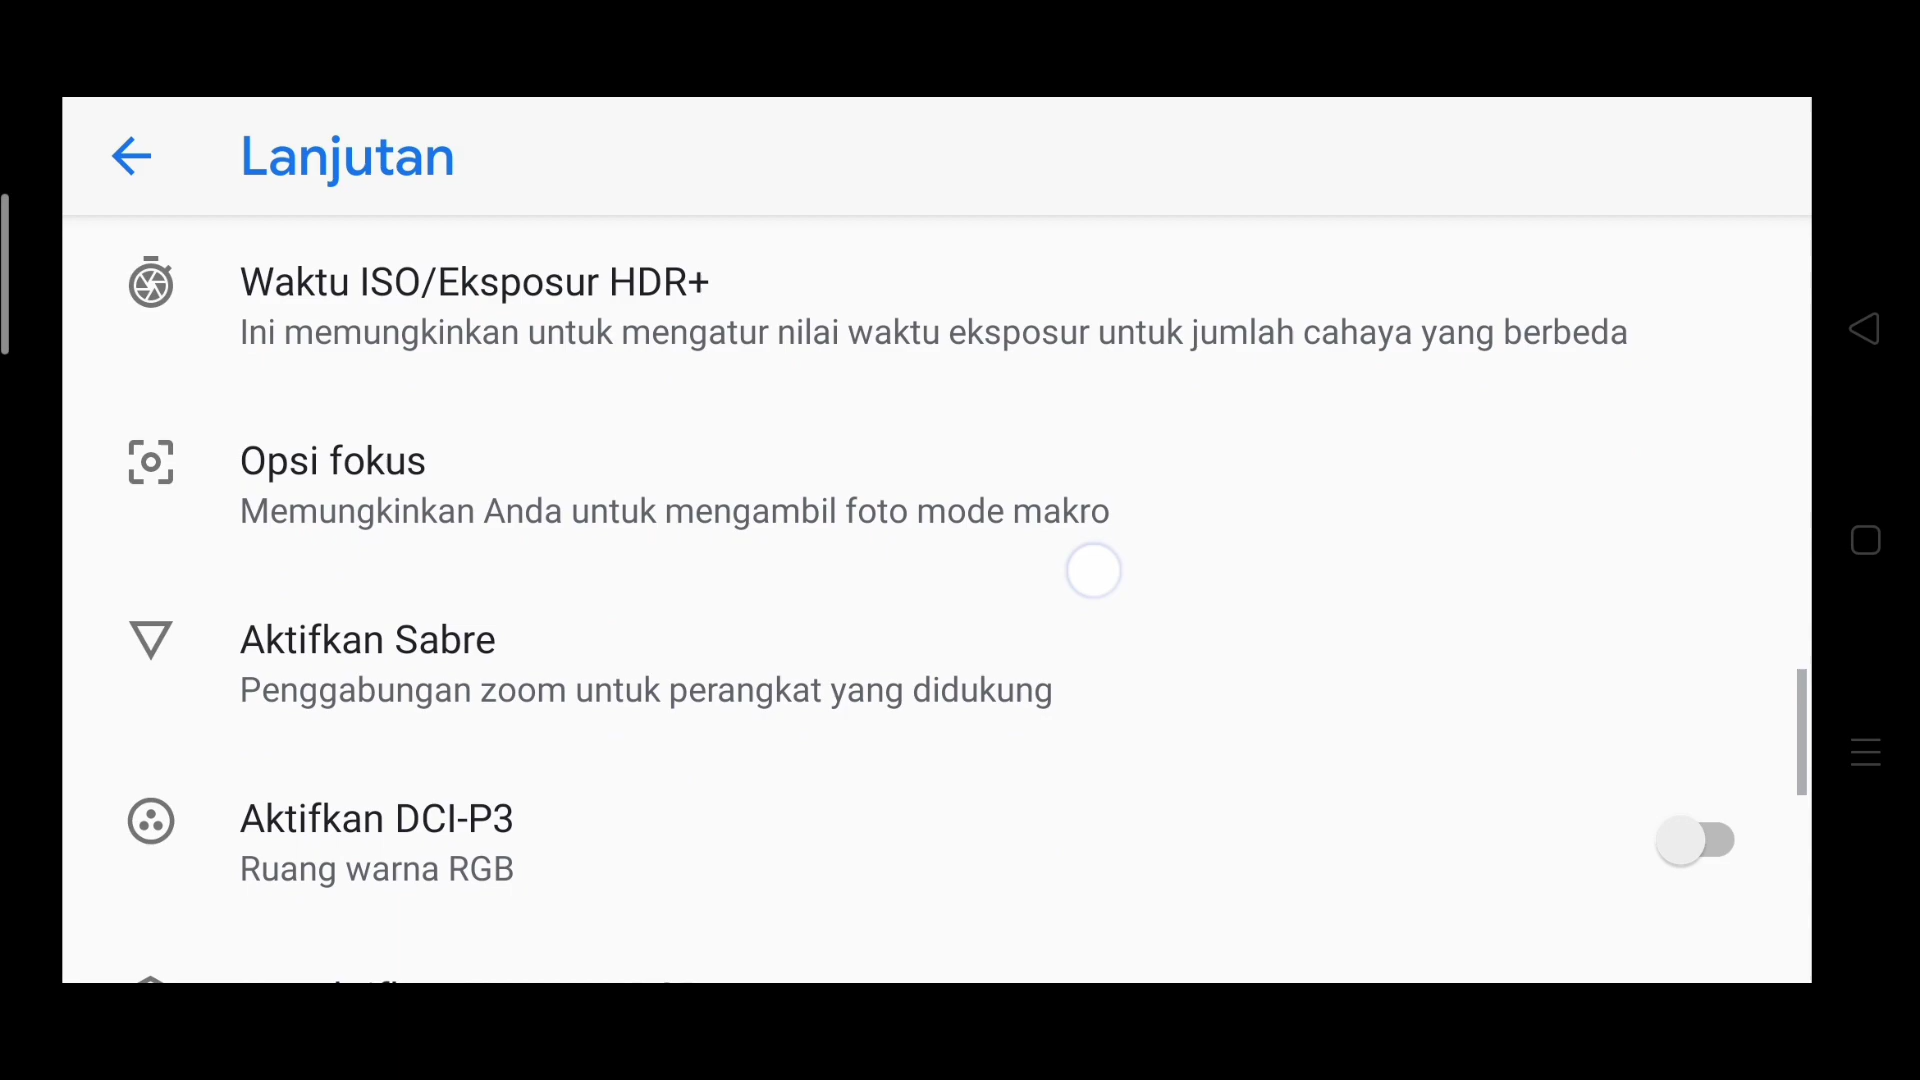 Lanjutan
Waktu ISO/Eksposur HDR+
Ini memungkinkan untuk mengatur nilai waktu eksposur untuk jumlah cahaya yang berbeda
Opsi fokus
Memungkinkan Anda untuk mengambil foto mode makro
Aktifkan Sabre
Penggabungan zoom untuk perangkat yang didukung
Aktifkan DCI-P3
Ruang warna RGB